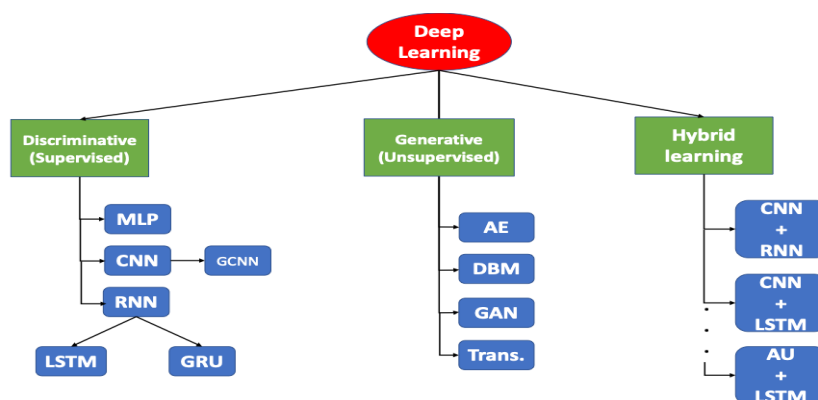 Deep
Learning
Discriminative
(Supervised)
Generative
(Unsupervised)
Hybrid
learning
MLP
CNN
GCNN
RNN
LSTM
GRU
AE
DBM
GAN
Trans.
CNN
+
RNN
CNN
+
LSTM
AU
+
LSTM